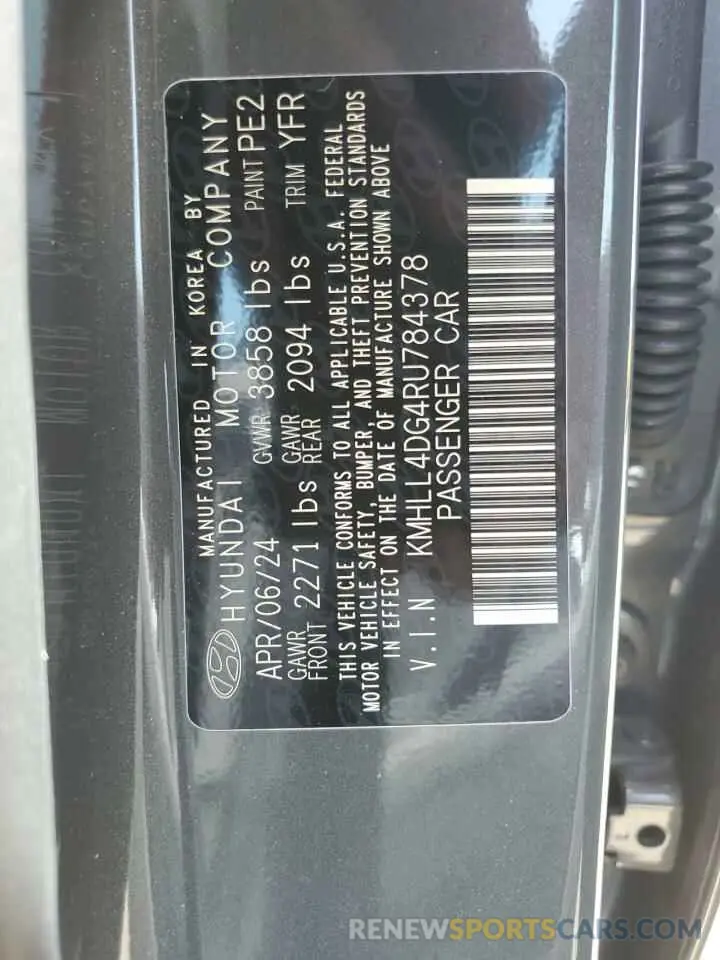 MANUFACTURED IN KOREA BY
HYUNDAI MOTOR COMPANY
APR/06/24 GVWR 3858 lbs PAINT PE2
GAWR FRONT 2271 lbs GAWR REAR 2094 lbs TRIM YFR
THIS VEHICLE CONFORMS TO ALL APPLICABLE U.S.A. FEDERAL
MOTOR VEHICLE SAFETY, BUMPER, AND THEFT PREVENTION STANDARDS
IN EFFECT ON THE DATE OF MANUFACTURE SHOWN ABOVE
V.I.N KMHLL4DG4RU784378
PASSENGER CAR
RENEWSPORTSCARS.COM